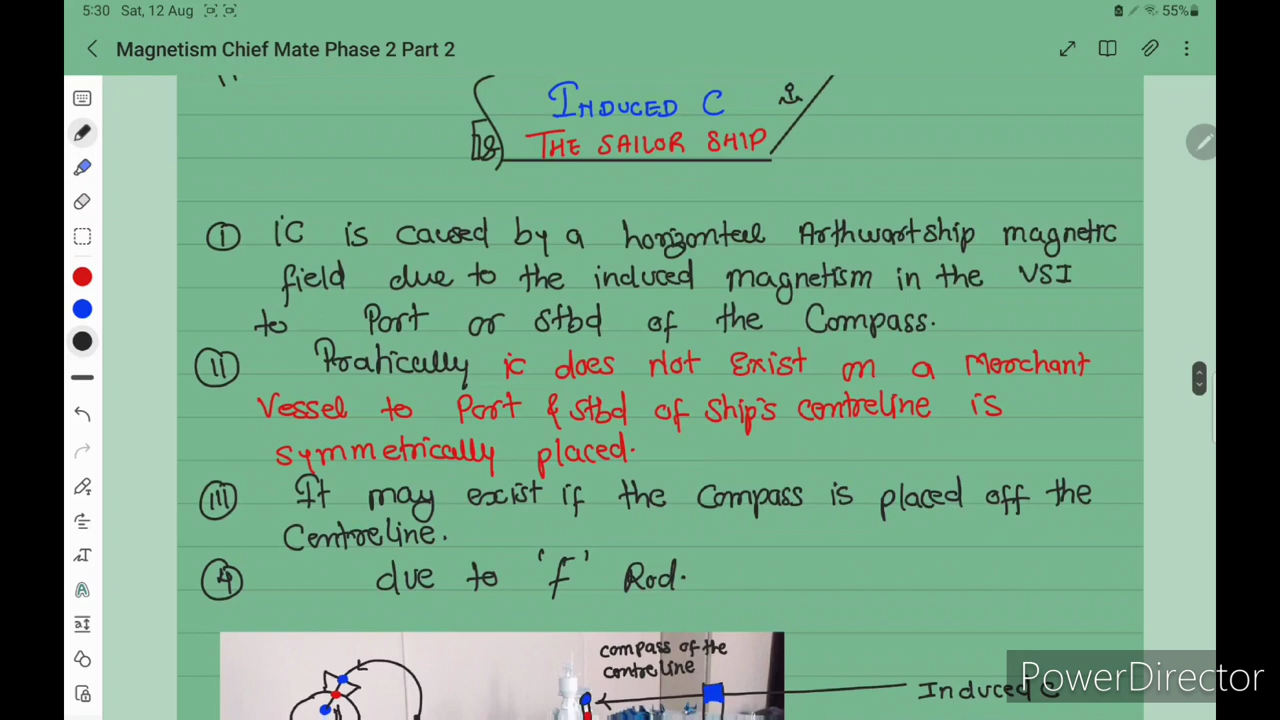 5:30 Sat, 12 Aug
55%
Magnetism Chief Mate Phase 2 Part 2
INDUCED C
THE SAILOR SHIP
① ic is caused by a horizontal Arthwartship magnetic
field due to the induced magnetism in the VSI
to Port or Stbd of the Compass.
(II) Pratically ic does not exist on a Merchant
Vessel to Port & Stbd of ship's centreline is
symmetrically placed.
(III) It may exist if the Compass is placed off the
Centreline.
④ due to 'f' Rod.
compass of the
centreline
Induced C
PowerDirector